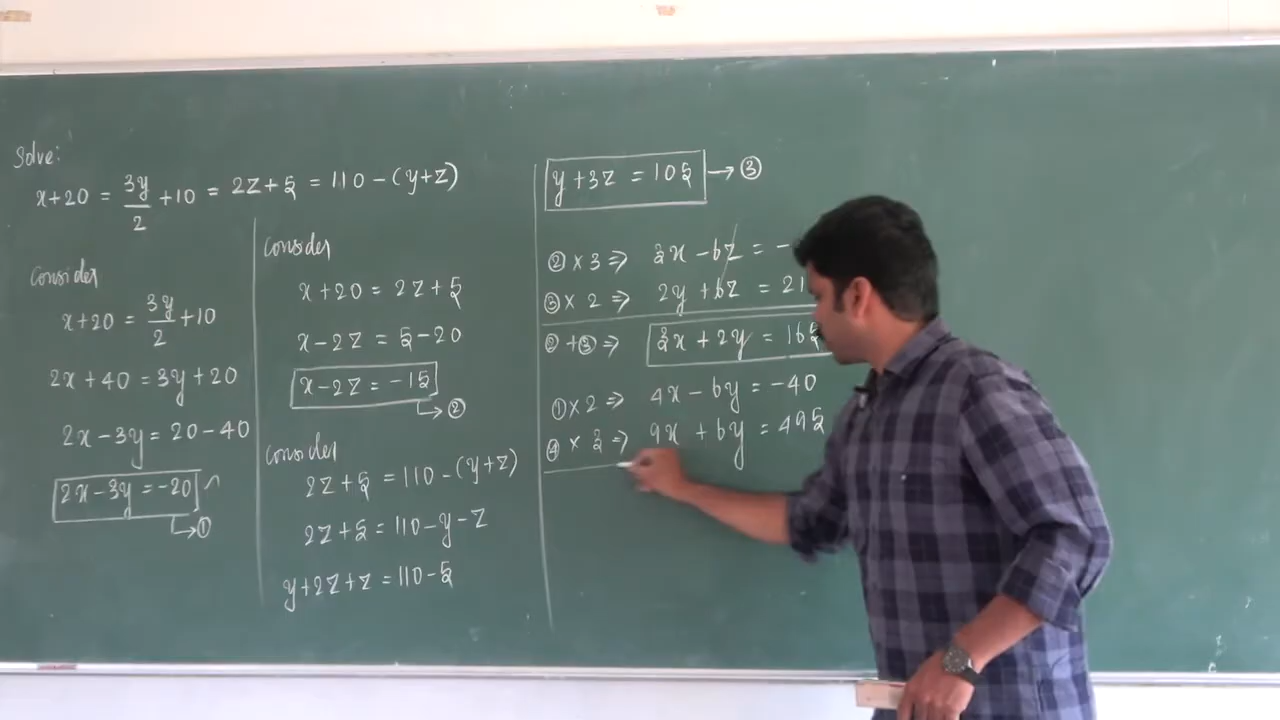 Solve:
x+20 = 3y/2 +10 = 2z+5 = 110-(y+z)
Consider
x+20 = 3y/2 +10
2x+40 = 3y+20
2x-3y = 20-40
2x-3y = -20
→ ①
Consider
x+20 = 2z+5
x-2z = 5-20
x-2z = -15
→ ②
Consider
2z+5 = 110-(y+z)
2z+5 = 110-y-z
y+2z+z = 110-5
y+3z = 105 → ③
② × 3 ⇒ 3x -6z = -
③ × 2 ⇒ 2y +6z = 21
② + ③ ⇒ 3x+2y = 165
① × 2 ⇒ 4x - 6y = -40
④ × 3 ⇒ 9x + 6y = 495